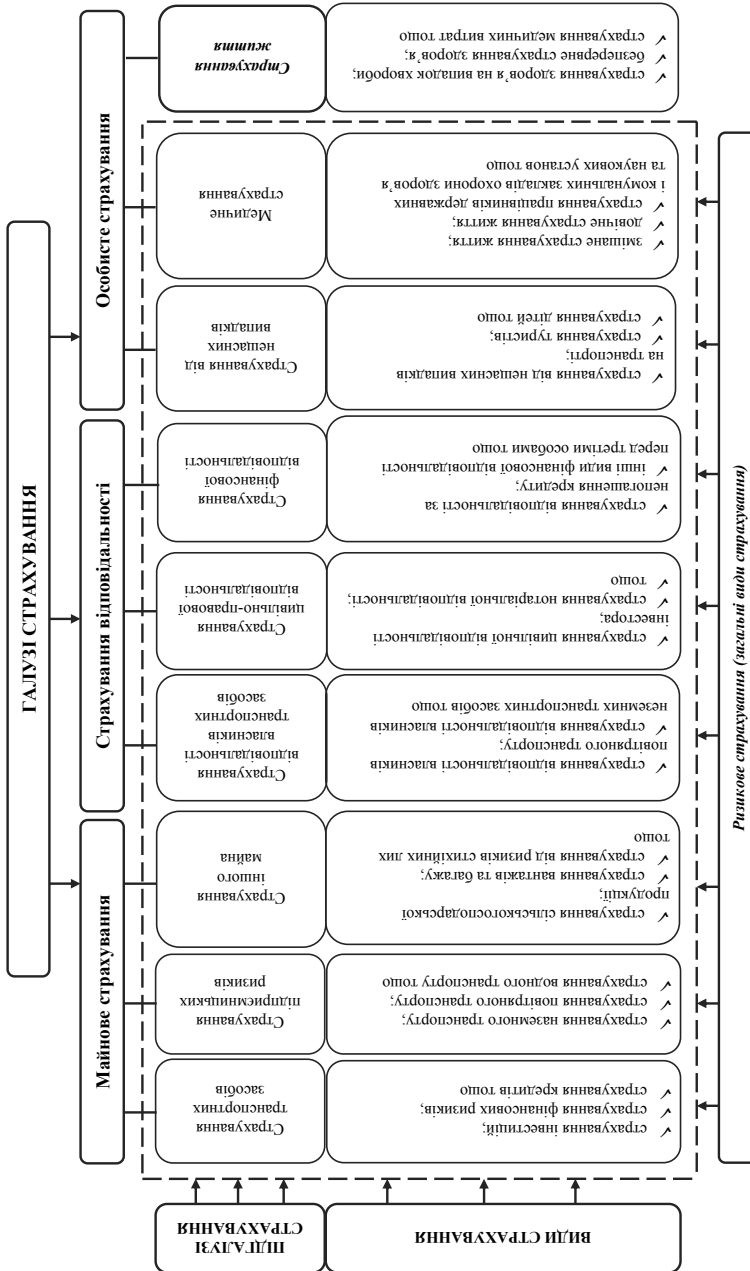 ГАЛУЗІ СТРАХУВАННЯ
Майнове страхування
Страхування відповідальності
Особисте страхування
ПІДГАЛУЗІ
СТРАХУВАННЯ
Страхування
транспортних
засобів
Страхування
підприємницьких
ризиків
Страхування
іншого
майна
Страхування
відповідальності
власників
транспортних
засобів
Страхування
цивільно-правової
відповідальності
Страхування
фінансової
відповідальності
Страхування від
нещасних
випадків
Медичне
страхування
Страхування
життя
ВИДИ СТРАХУВАННЯ
✓ страхування інвестицій;
✓ страхування фінансових ризиків;
✓ страхування кредитів тощо
✓ страхування наземного транспорту;
✓ страхування повітряного транспорту;
✓ страхування водного транспорту тощо
✓ страхування сільськогосподарської
продукції;
✓ страхування вантажів та багажу;
✓ страхування від ризиків стихійних лих
тощо
✓ страхування відповідальності власників
повітряного транспорту;
✓ страхування відповідальності власників
неземних транспортних засобів тощо
✓ страхування цивільної відповідальності
інвестора;
✓ страхування нотаріальної відповідальності;
✓ тощо
✓ страхування відповідальності за
непогашення кредиту;
✓ інші види фінансової відповідальності
перед третіми особами тощо
✓ страхування від нещасних випадків
на транспорті;
✓ страхування туристів;
✓ страхування дітей тощо
✓ змішане страхування життя;
✓ довічне страхування життя;
✓ страхування працівників державних
і комунальних закладів охорони здоров'я
та наукових установ тощо
✓ страхування здоров'я на випадок хвороби;
✓ безперервне страхування здоров'я;
✓ страхування медичних витрат тощо
Ризикове страхування (загальні види страхування)